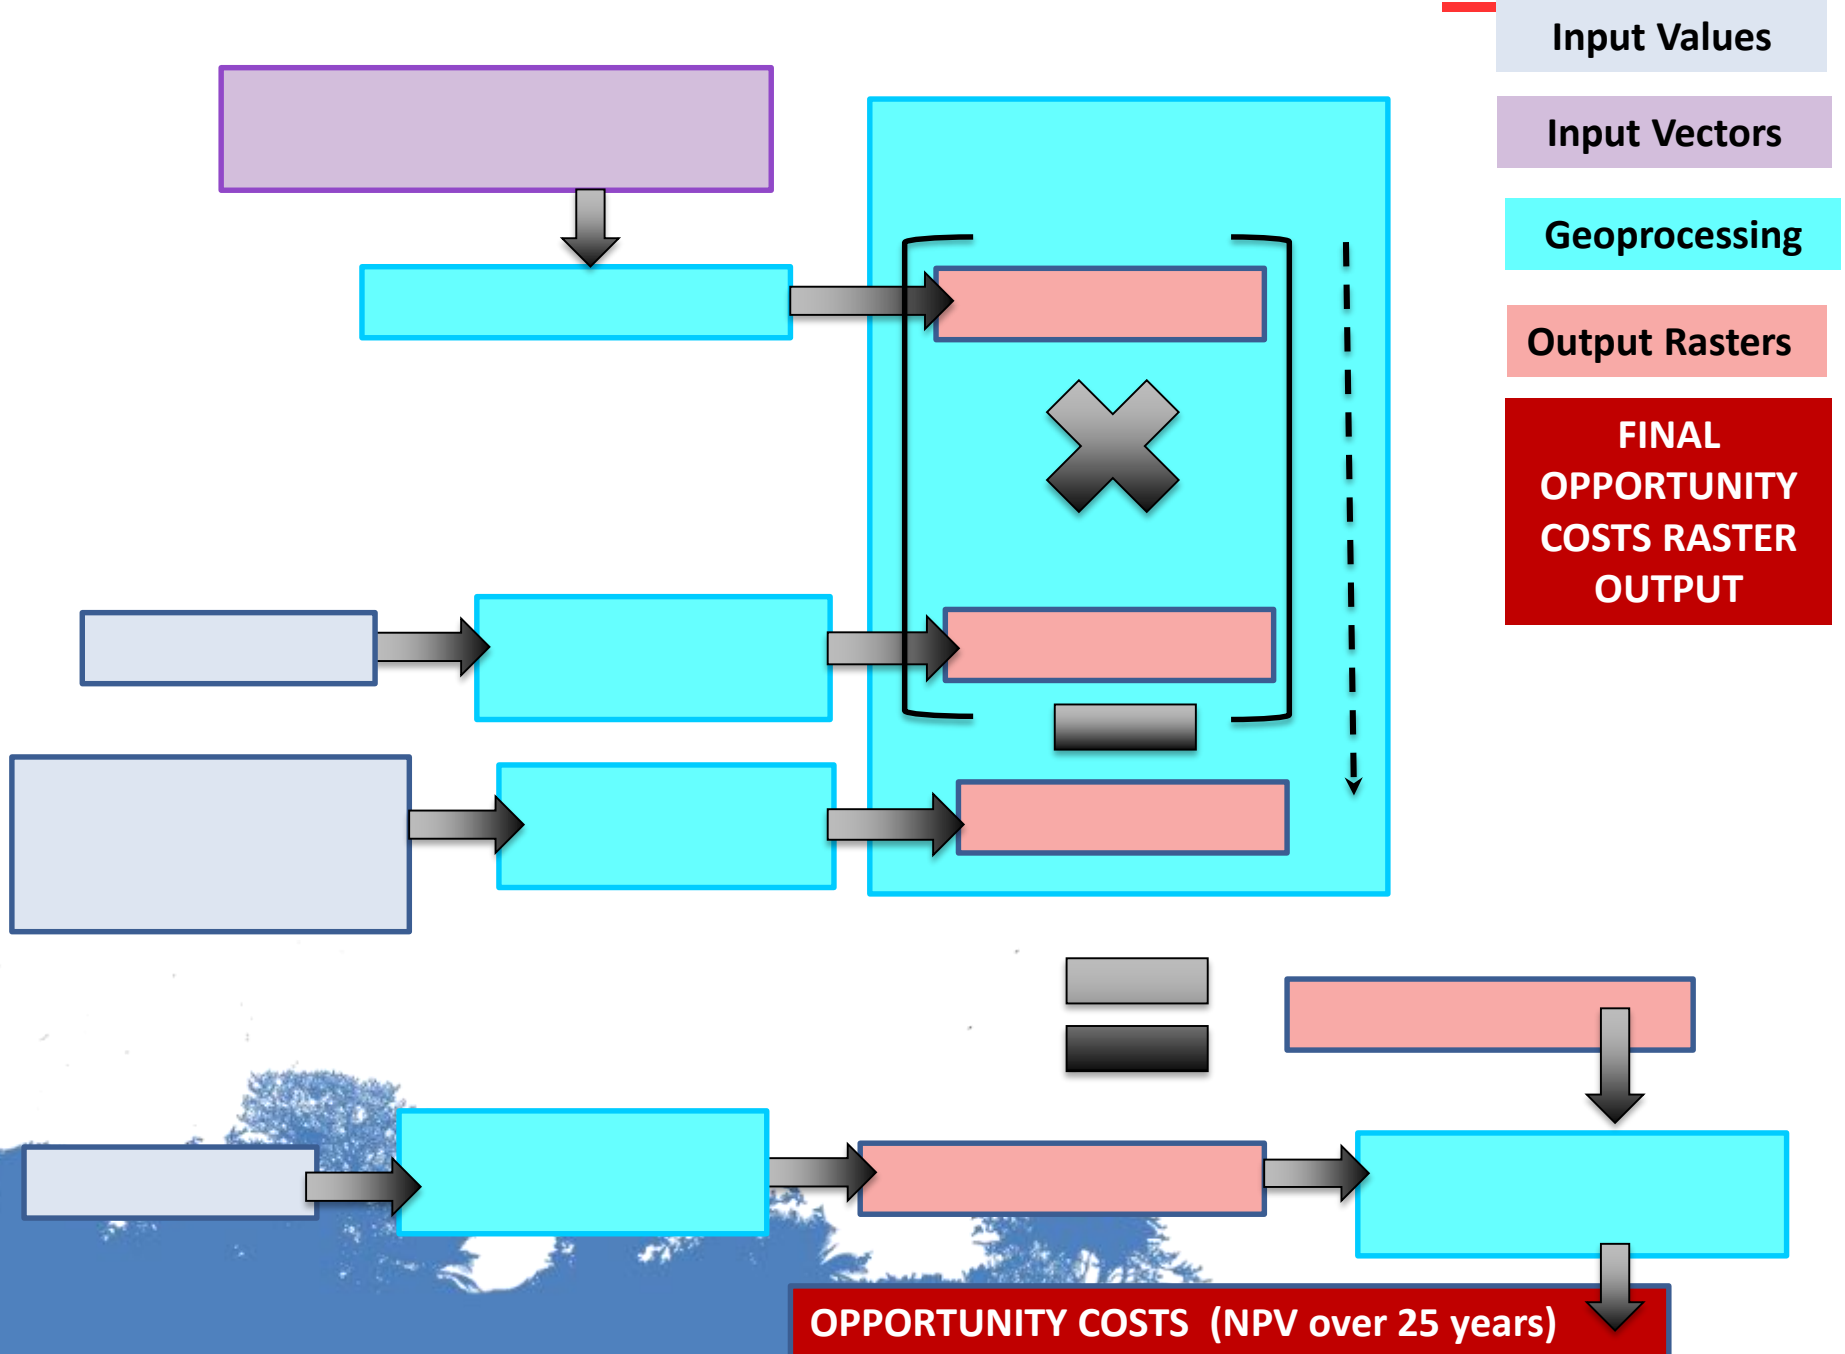 Input Values
Input Vectors
Geoprocessing
Output Rasters
FINAL
OPPORTUNITY
COSTS RASTER
OUTPUT
OPPORTUNITY COSTS (NPV over 25 years)